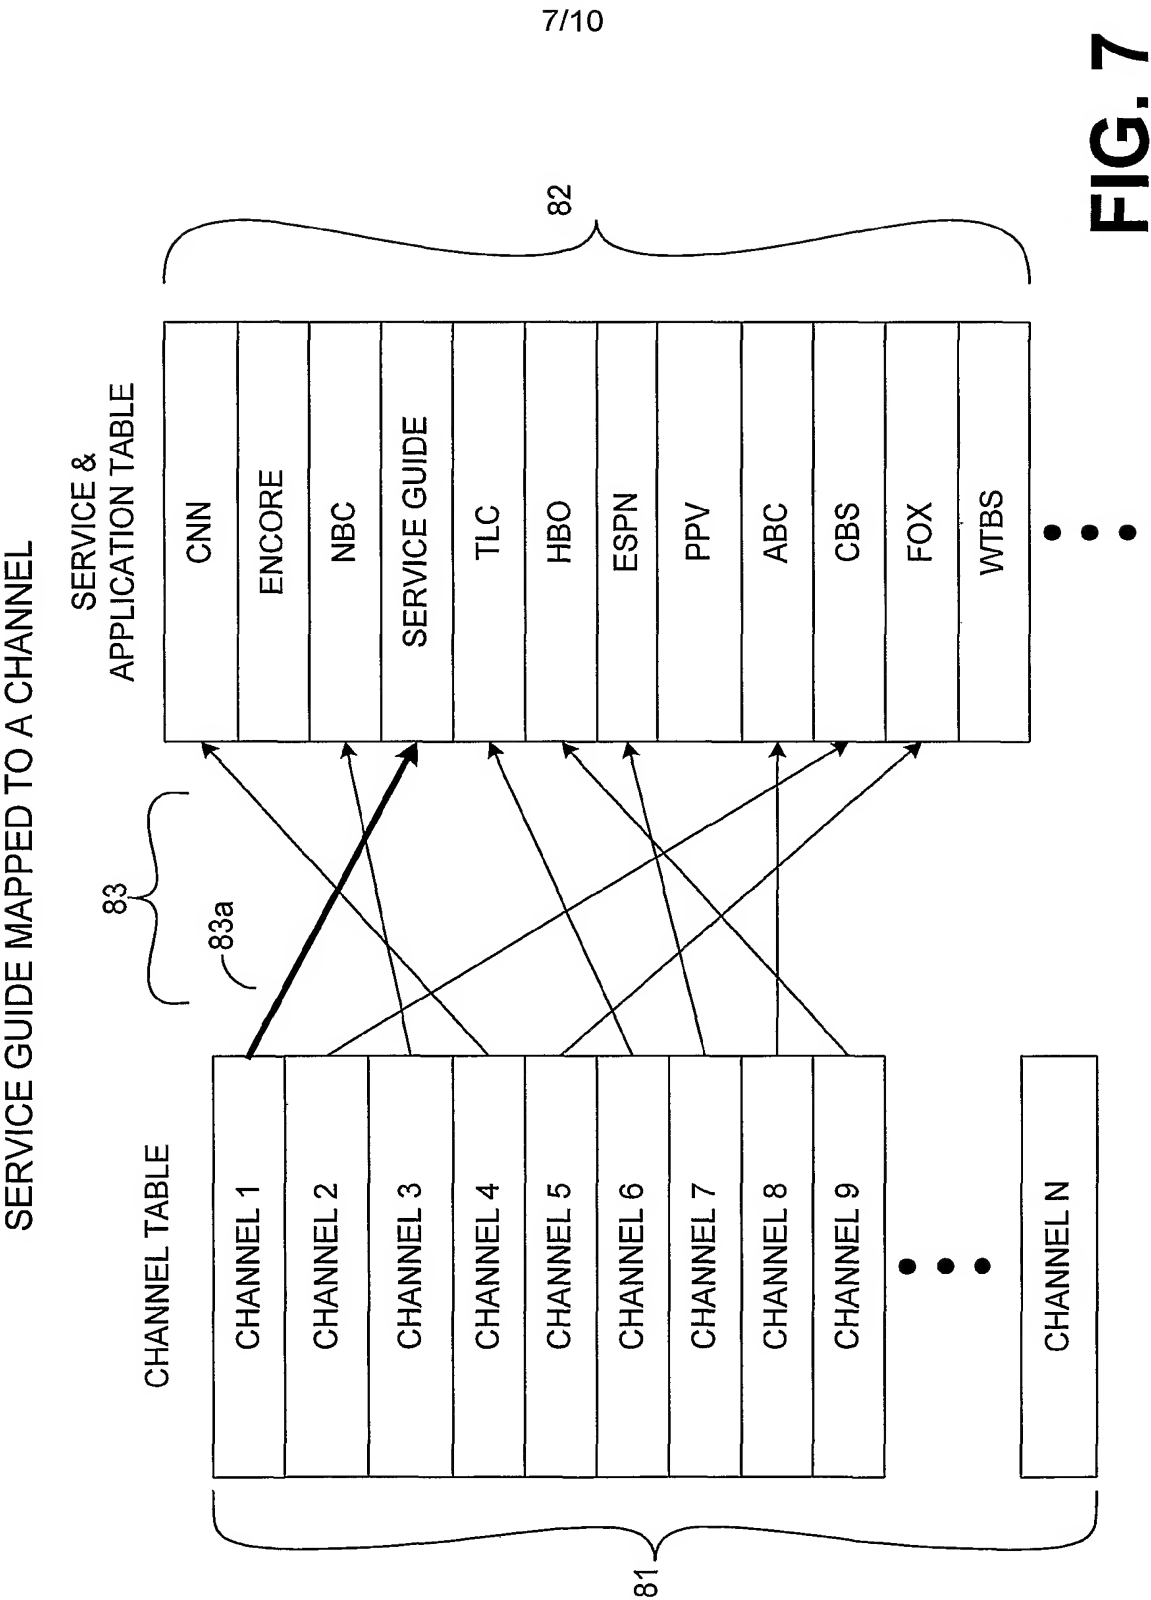 7/10
SERVICE GUIDE MAPPED TO A CHANNEL
CHANNEL TABLE
81
CHANNEL 1
CHANNEL 2
CHANNEL 3
CHANNEL 4
CHANNEL 5
CHANNEL 6
CHANNEL 7
CHANNEL 8
CHANNEL 9
CHANNEL N
83
83a
SERVICE &
APPLICATION TABLE
CNN
ENCORE
NBC
SERVICE GUIDE
TLC
HBO
ESPN
PPV
ABC
CBS
FOX
WTBS
82
FIG. 7